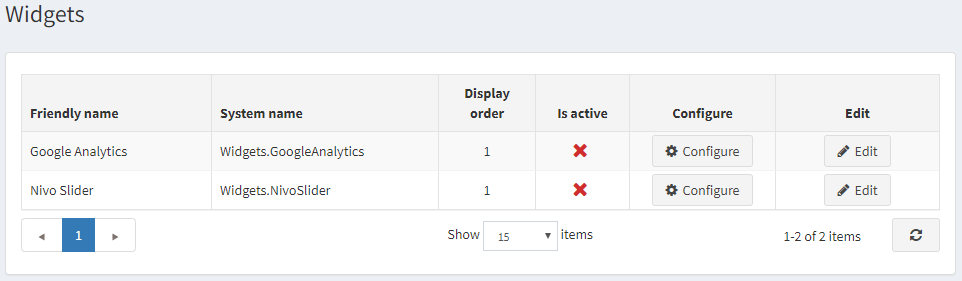 Widgets
Friendly name System name Display order Is active Configure Edit
Google Analytics Widgets.GoogleAnalytics 1 Configure Edit
Nivo Slider Widgets.NivoSlider 1 Configure Edit
1 Show 15 items 1-2 of 2 items